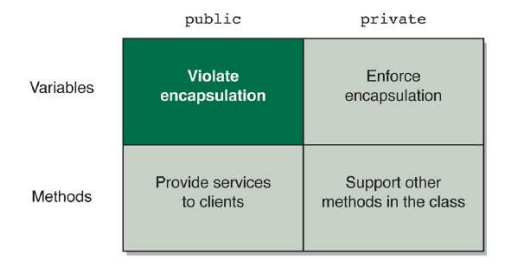 public private
Variables
Violate
encapsulation
Enforce
encapsulation
Methods
Provide services
to clients
Support other
methods in the class